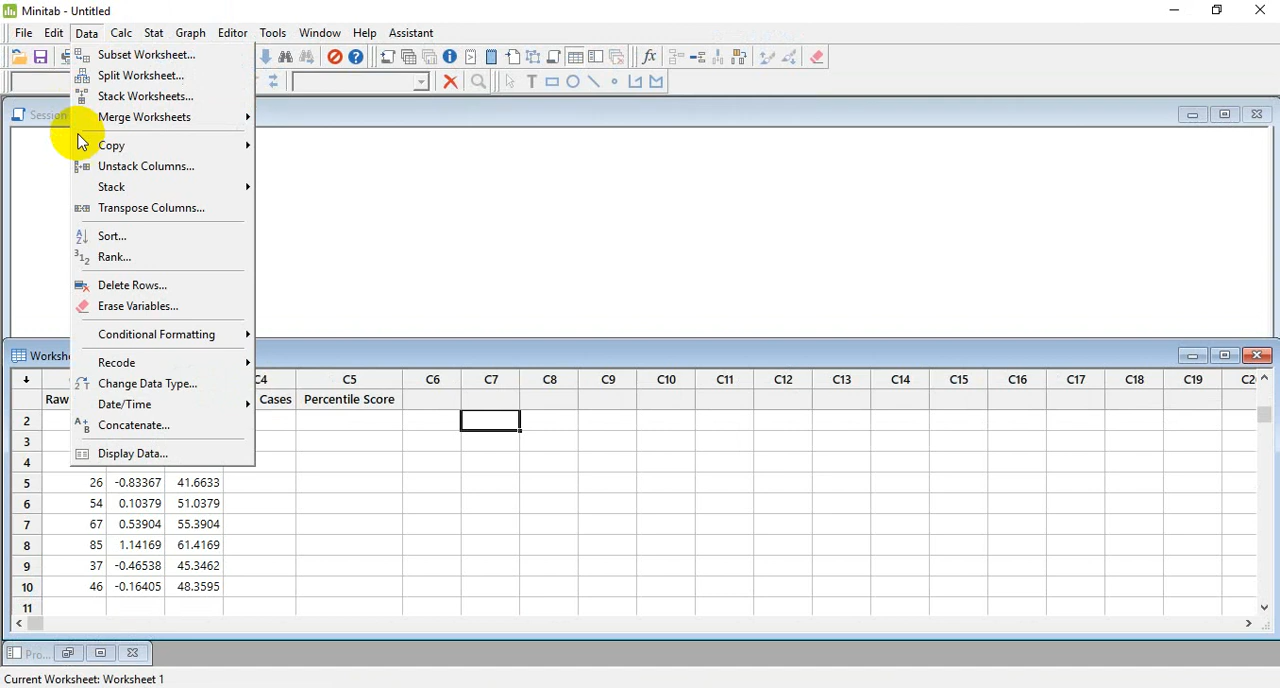 Minitab - Untitled
File Edit Data Calc Stat Graph Editor Tools Window Help Assistant
Subset Worksheet...
Split Worksheet...
Stack Worksheets...
Merge Worksheets
Copy
Unstack Columns...
Stack
Transpose Columns...
Sort...
Rank...
Delete Rows...
Erase Variables...
Conditional Formatting
Recode
Change Data Type...
Date/Time
Concatenate...
Display Data...
Session
Worksh
C4 C5 C6 C7 C8 C9 C10 C11 C12 C13 C14 C15 C16 C17 C18 C19 C2
Raw Cases Percentile Score
2
3
4
5 26 -0.83367 41.6633
6 54 0.10379 51.0379
7 67 0.53904 55.3904
8 85 1.14169 61.4169
9 37 -0.46538 45.3462
10 46 -0.16405 48.3595
11
Pro...
Current Worksheet: Worksheet 1